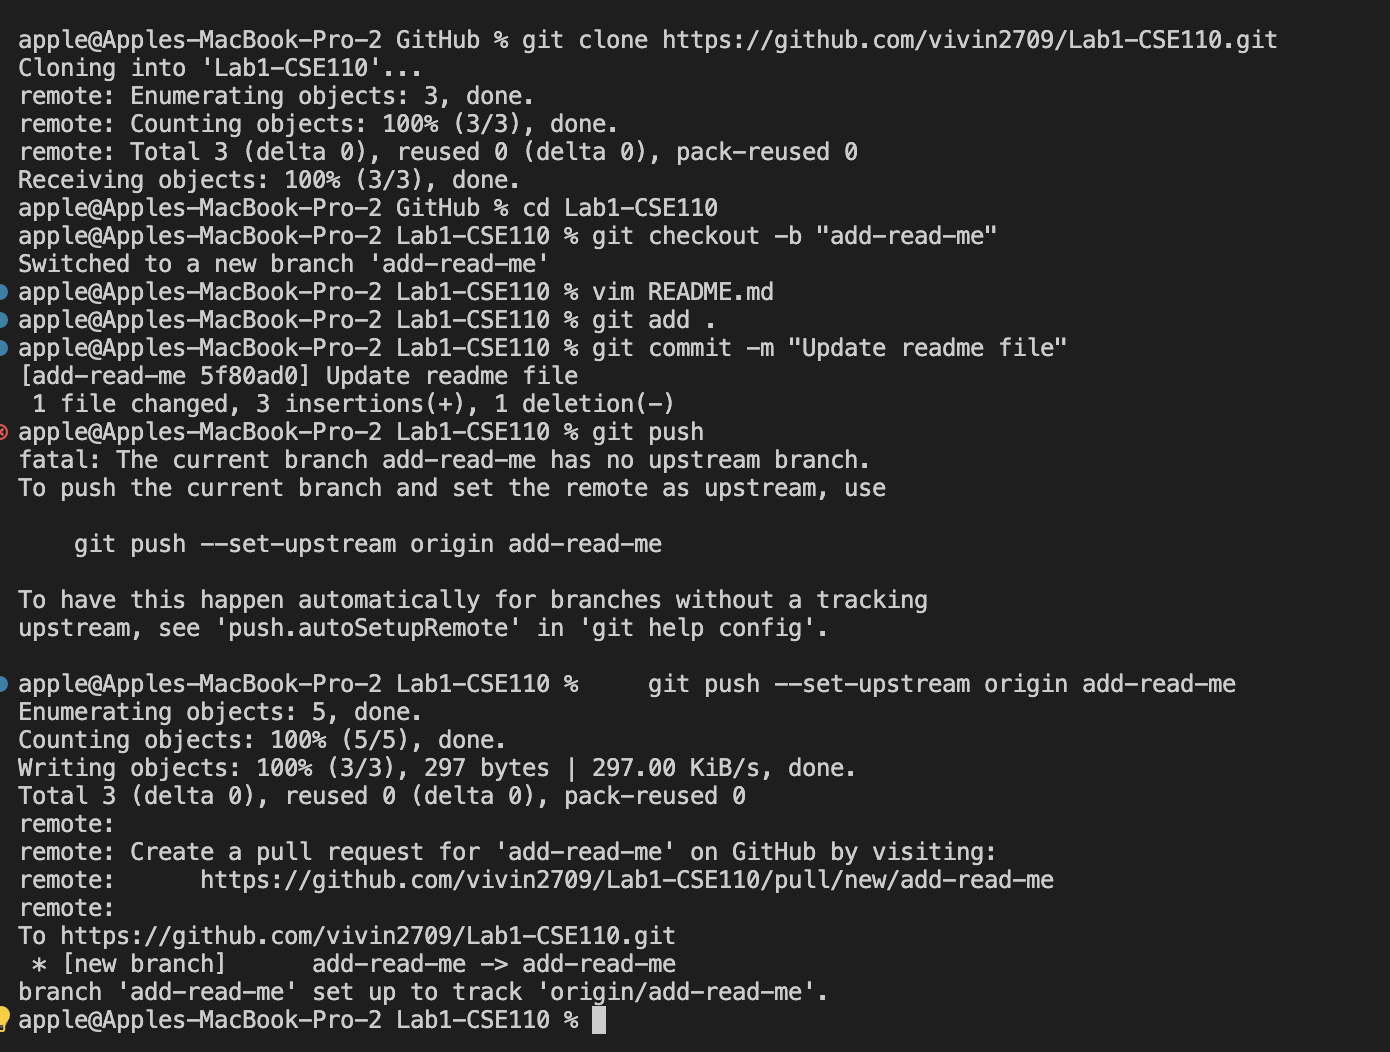 apple@Apples-MacBook-Pro-2 GitHub % git clone https://github.com/vivin2709/Lab1-CSE110.git
Cloning into 'Lab1-CSE110'...
remote: Enumerating objects: 3, done.
remote: Counting objects: 100% (3/3), done.
remote: Total 3 (delta 0), reused 0 (delta 0), pack-reused 0
Receiving objects: 100% (3/3), done.
apple@Apples-MacBook-Pro-2 GitHub % cd Lab1-CSE110
apple@Apples-MacBook-Pro-2 Lab1-CSE110 % git checkout -b "add-read-me"
Switched to a new branch 'add-read-me'
apple@Apples-MacBook-Pro-2 Lab1-CSE110 % vim README.md
apple@Apples-MacBook-Pro-2 Lab1-CSE110 % git add .
apple@Apples-MacBook-Pro-2 Lab1-CSE110 % git commit -m "Update readme file"
[add-read-me 5f80ad0] Update readme file
 1 file changed, 3 insertions(+), 1 deletion(-)
apple@Apples-MacBook-Pro-2 Lab1-CSE110 % git push
fatal: The current branch add-read-me has no upstream branch.
To push the current branch and set the remote as upstream, use
    git push --set-upstream origin add-read-me
To have this happen automatically for branches without a tracking
upstream, see 'push.autoSetupRemote' in 'git help config'.
apple@Apples-MacBook-Pro-2 Lab1-CSE110 %     git push --set-upstream origin add-read-me
Enumerating objects: 5, done.
Counting objects: 100% (5/5), done.
Writing objects: 100% (3/3), 297 bytes | 297.00 KiB/s, done.
Total 3 (delta 0), reused 0 (delta 0), pack-reused 0
remote:
remote: Create a pull request for 'add-read-me' on GitHub by visiting:
remote:      https://github.com/vivin2709/Lab1-CSE110/pull/new/add-read-me
remote:
To https://github.com/vivin2709/Lab1-CSE110.git
 * [new branch]      add-read-me -> add-read-me
branch 'add-read-me' set up to track 'origin/add-read-me'.
apple@Apples-MacBook-Pro-2 Lab1-CSE110 %